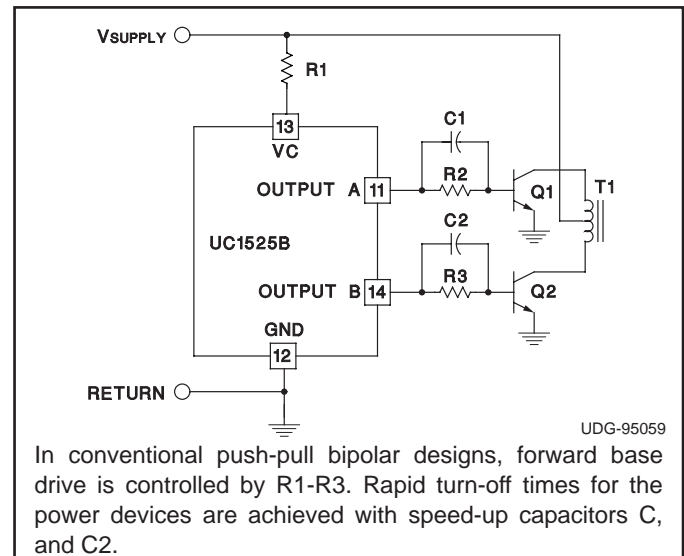 VSUPPLY
R1
13
VC
C1
OUTPUT A 11
R2
Q1
T1
UC1525B
C2
OUTPUT B 14
R3
Q2
GND
12
RETURN
UDG-95059
In conventional push-pull bipolar designs, forward base
drive is controlled by R1-R3. Rapid turn-off times for the
power devices are achieved with speed-up capacitors C,
and C2.